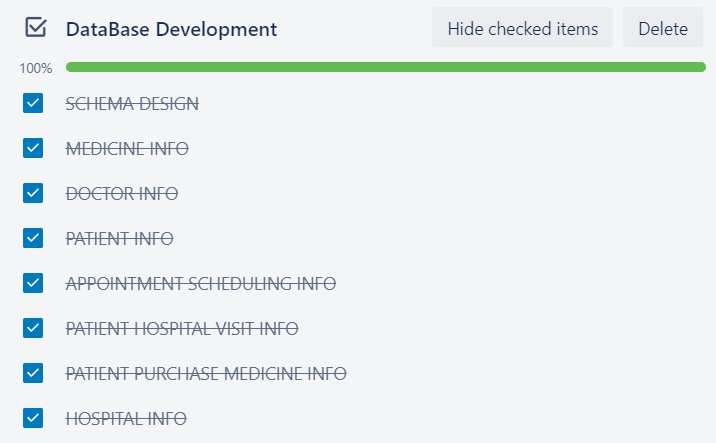 DataBase Development
Hide checked items
Delete
100%
SCHEMA DESIGN
MEDICINE INFO
DOCTOR INFO
PATIENT INFO
APPOINTMENT SCHEDULING INFO
PATIENT HOSPITAL VISIT INFO
PATIENT PURCHASE MEDICINE INFO
HOSPITAL INFO